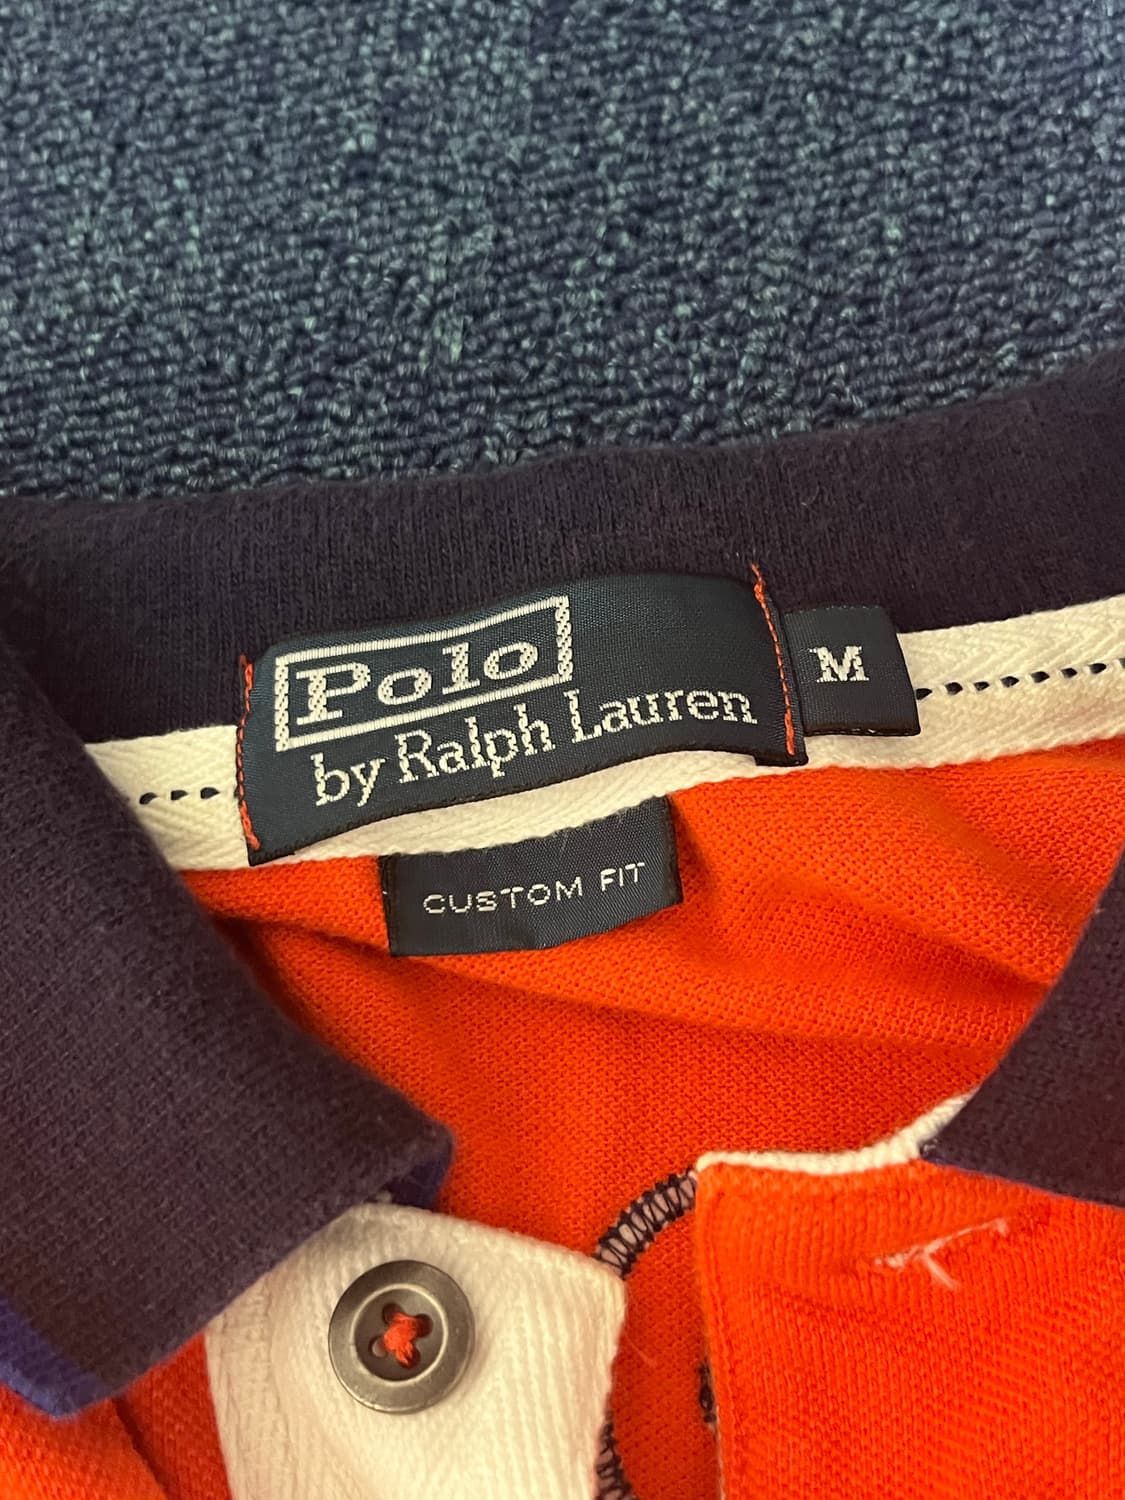 Polo
by Ralph Lauren
M
CUSTOM FIT